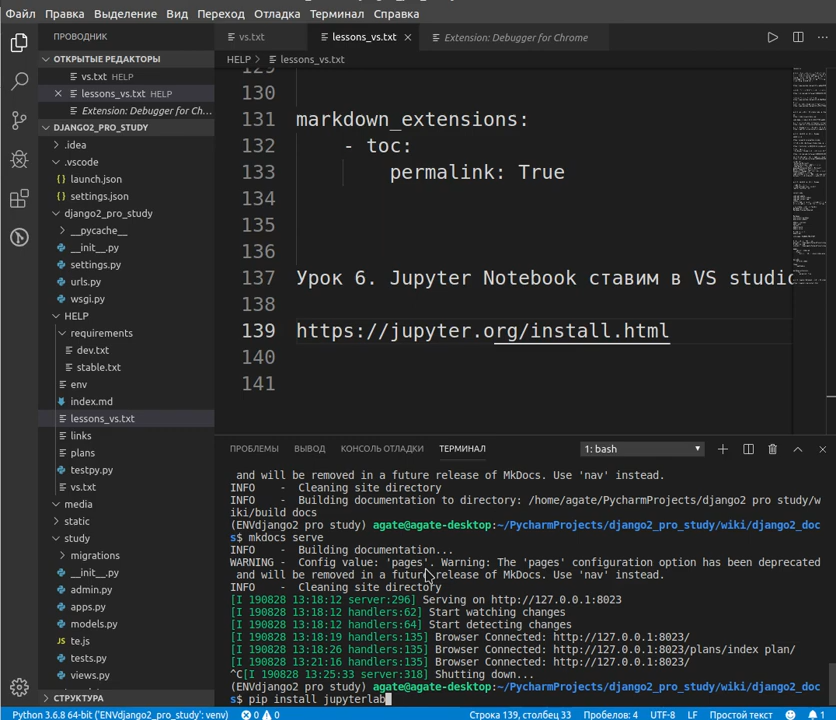 Файл Правка Выделение Вид Переход Отладка Терминал Справка
ПРОВОДНИК
vs.txt
lessons_vs.txt
Extension: Debugger for Chrome
ОТКРЫТЫЕ РЕДАКТОРЫ
HELP
lessons_vs.txt
vs.txt HELP
lessons_vs.txt HELP
Extension: Debugger for Ch...
DJANGO2_PRO_STUDY
.idea
.vscode
launch.json
settings.json
django2_pro_study
__pycache__
__init__.py
settings.py
urls.py
wsgi.py
HELP
requirements
dev.txt
stable.txt
env
index.md
lessons_vs.txt
links
plans
testpy.py
vs.txt
media
static
study
migrations
__init__.py
admin.py
apps.py
models.py
te.js
tests.py
views.py
СТРУКТУРА
129
130
131 markdown_extensions:
132 - toc:
133 permalink: True
134
135
136
137 Урок 6. Jupyter Notebook ставим в VS studio
138
139 https://jupyter.org/install.html
140
141
ПРОБЛЕМЫ ВЫВОД КОНСОЛЬ ОТЛАДКИ ТЕРМИНАЛ 1: bash
and will be removed in a future release of MkDocs. Use 'nav' instead.
INFO - Cleaning site directory
INFO - Building documentation to directory: /home/agate/PycharmProjects/django2_pro_study/w
iki/build_docs
(ENVdjango2_pro_study) agate@agate-desktop:~/PycharmProjects/django2_pro_study/wiki/django2_doc
s$ mkdocs serve
INFO - Building documentation...
WARNING - Config value: 'pages'. Warning: The 'pages' configuration option has been deprecated
and will be removed in a future release of MkDocs. Use 'nav' instead.
INFO - Cleaning site directory
[I 190828 13:18:12 server:296] Serving on http://127.0.0.1:8023
[I 190828 13:18:12 handlers:62] Start watching changes
[I 190828 13:18:12 handlers:64] Start detecting changes
[I 190828 13:18:19 handlers:135] Browser Connected: http://127.0.0.1:8023/
[I 190828 13:18:26 handlers:135] Browser Connected: http://127.0.0.1:8023/plans/index_plan/
[I 190828 13:21:16 handlers:135] Browser Connected: http://127.0.0.1:8023/
^C[I 190828 13:25:33 server:318] Shutting down...
(ENVdjango2_pro_study) agate@agate-desktop:~/PycharmProjects/django2_pro_study/wiki/django2_doc
s$ pip install jupyterlab
Python 3.6.8 64-bit ('ENVdjango2_pro_study': venv) 0 0 Строка 139, столбец 33 Пробелов: 4 UTF-8 LF Простой текст 1